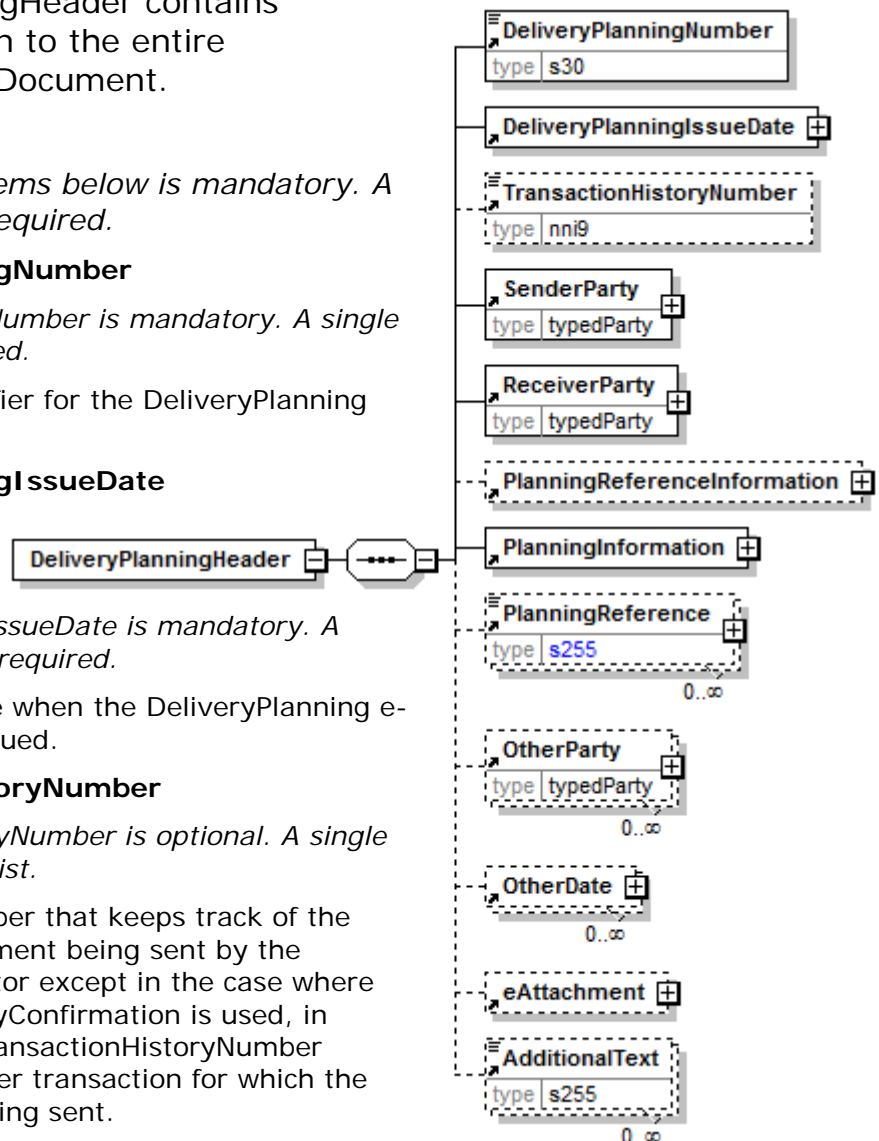 gHeader contains
n to the entire
Document.
ems below is mandatory. A
equired.
gNumber
Number is mandatory. A single
ed.
fier for the DeliveryPlanning
gIssueDate
ssueDate is mandatory. A
required.
e when the DeliveryPlanning e-
ued.
oryNumber
yNumber is optional. A single
ist.
ber that keeps track of the
ment being sent by the
tor except in the case where
yConfirmation is used, in
ansactionHistoryNumber
er transaction for which the
ing sent.
DeliveryPlanningHeader
DeliveryPlanningNumber
type s30
DeliveryPlanningIssueDate
TransactionHistoryNumber
type nni9
SenderParty
type typedParty
ReceiverParty
type typedParty
PlanningReferenceInformation
PlanningInformation
PlanningReference
type s255
0..∞
OtherParty
type typedParty
0..∞
OtherDate
0..∞
eAttachment
AdditionalText
type s255
0..∞